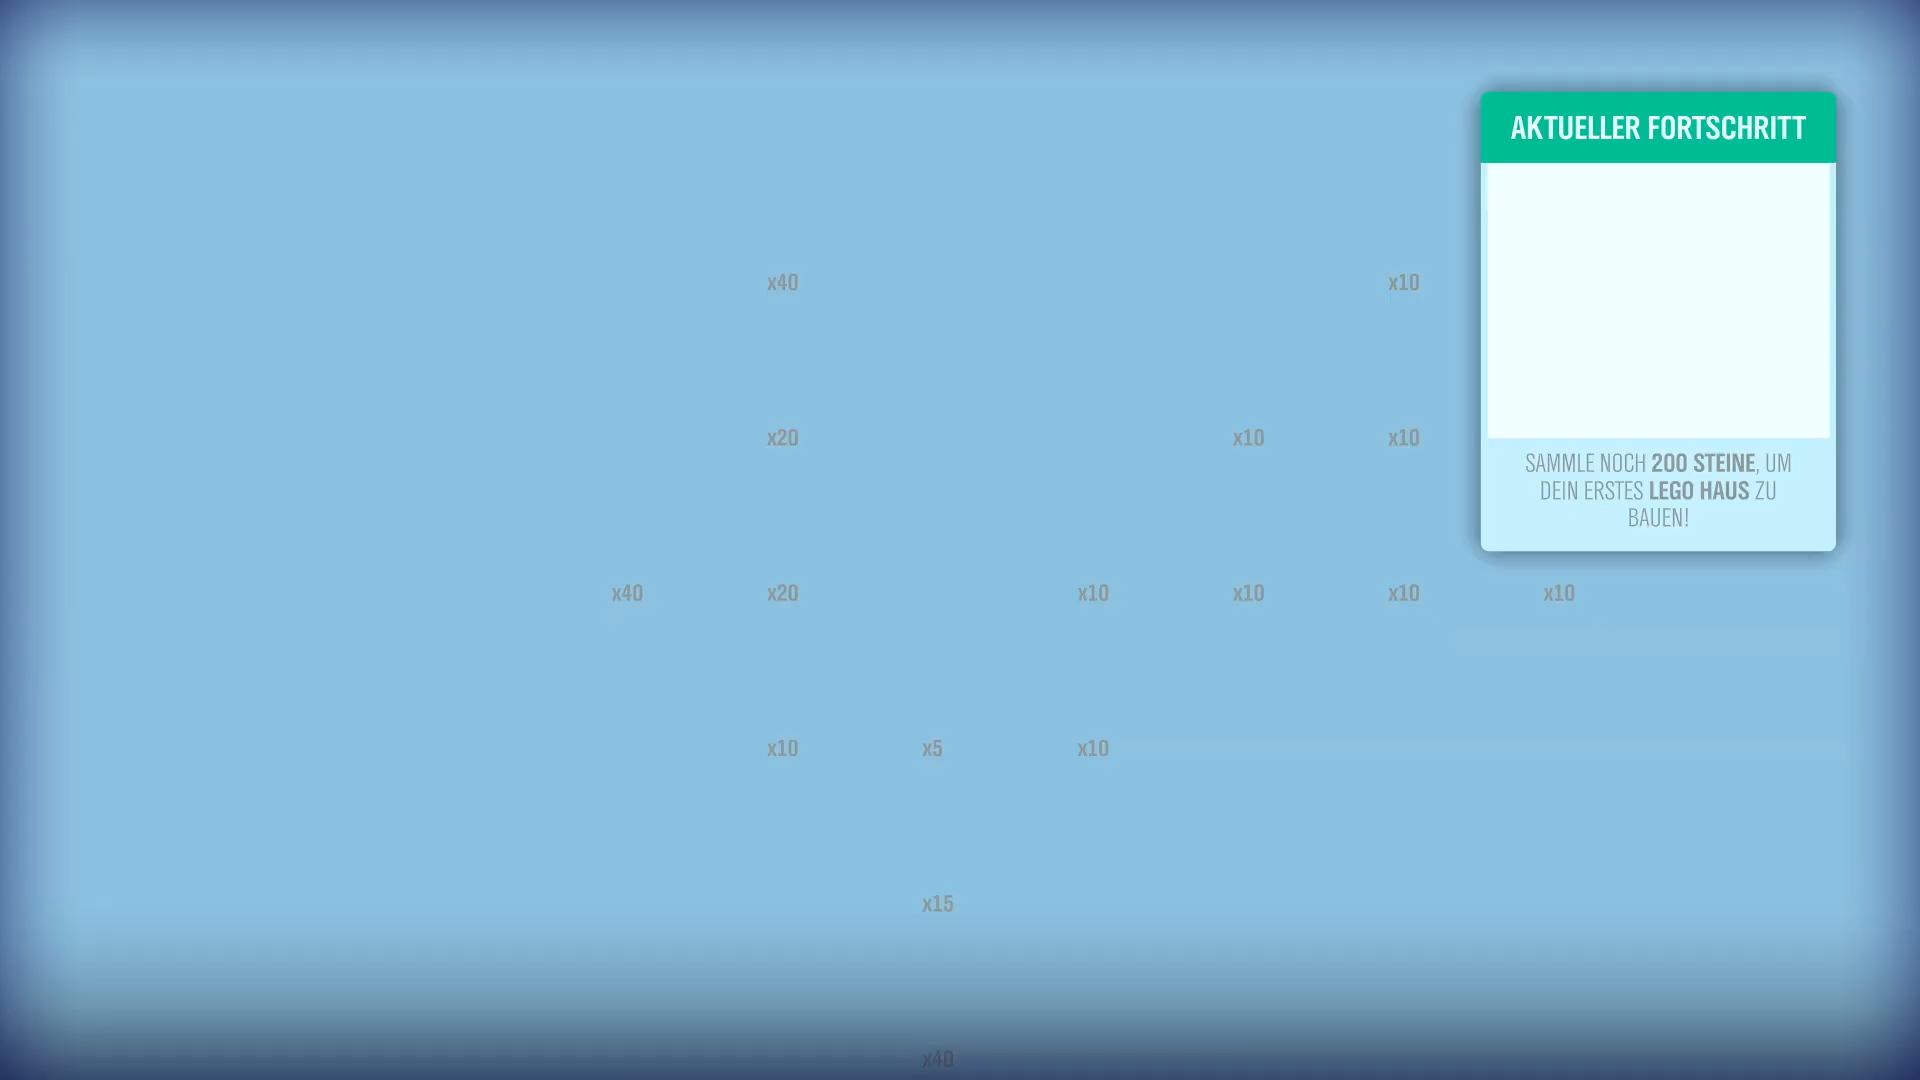 AKTUELLER FORTSCHRITT
x40 x10
x20 x10 x10
SAMMLE NOCH 200 STEINE, UM
DEIN ERSTES LEGO HAUS ZU
BAUEN!
x40 x20 x10 x10 x10 x10
x10 x5 x10
x15
x40